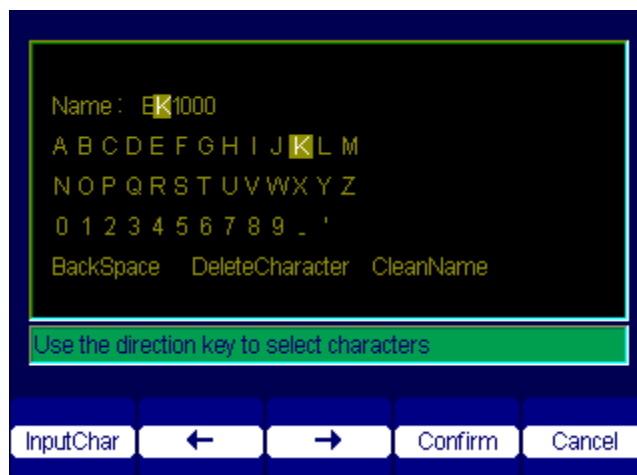 Name : EK1000
A B C D E F G H I J K L M
N O P Q R S T U V W X Y Z
0 1 2 3 4 5 6 7 8 9 - '
BackSpace DeleteCharacter CleanName
Use the direction key to select characters
InputChar ← → Confirm Cancel